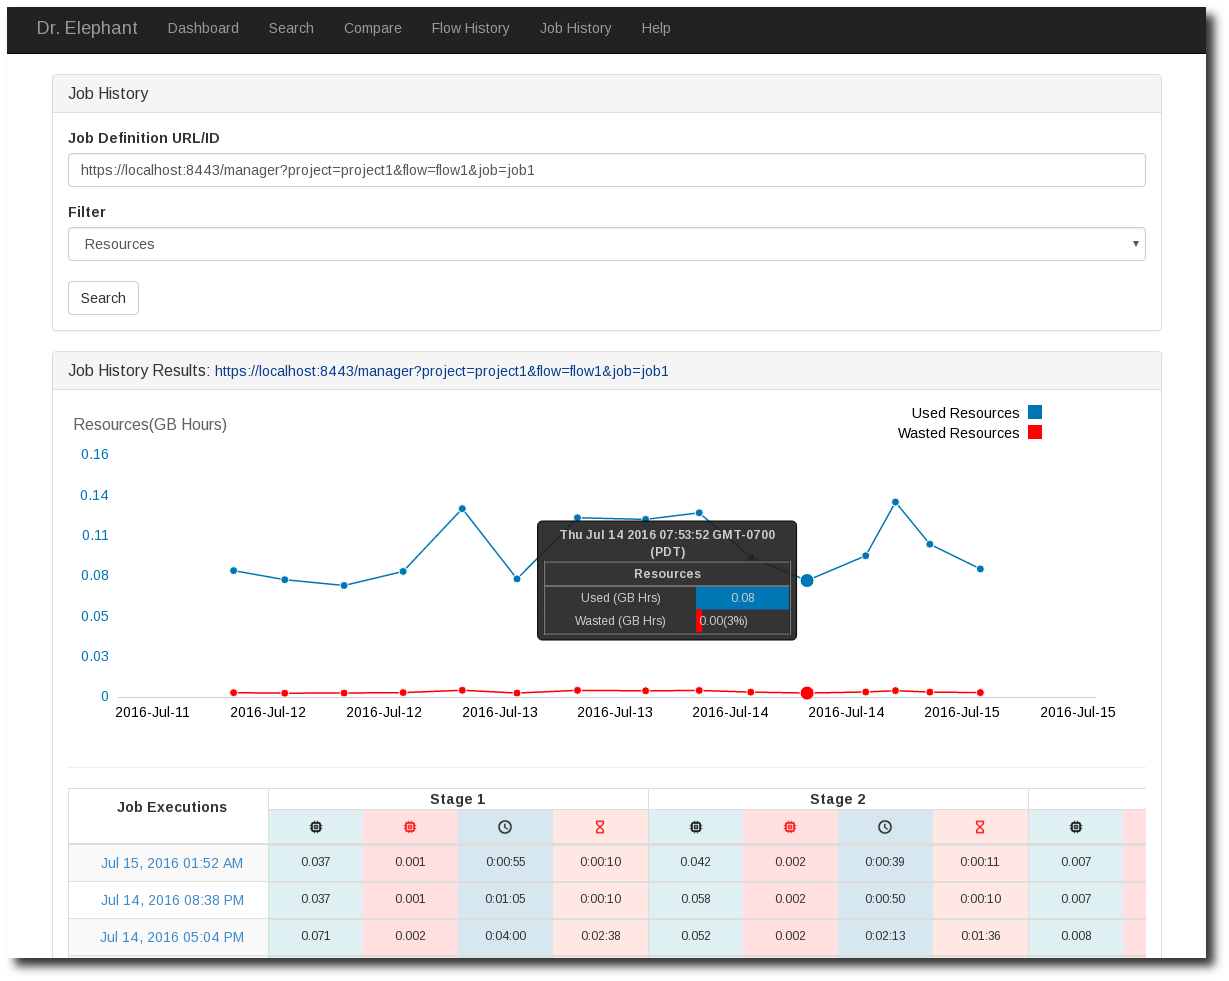 Dr. Elephant Dashboard Search Compare Flow History Job History Help
Job History
Job Definition URL/ID
https://localhost:8443/manager?project=project1&flow=flow1&job=job1
Filter
Resources
Search
Job History Results: https://localhost:8443/manager?project=project1&flow=flow1&job=job1
Used Resources
Resources(GB Hours)
Wasted Resources
0.16
0.14
0.11
0.08
0.05
0.03
0
Thu Jul 14 2016 07:53:52 GMT-0700
(PDT)
Resources
Used (GB Hrs) 0.08
Wasted (GB Hrs) 0.00(3%)
2016-Jul-11 2016-Jul-12 2016-Jul-12 2016-Jul-13 2016-Jul-13 2016-Jul-14 2016-Jul-14 2016-Jul-15 2016-Jul-15
Job Executions Stage 1 Stage 2
Jul 15, 2016 01:52 AM 0.037 0.001 0:00:55 0:00:10 0.042 0.002 0:00:39 0:00:11 0.007
Jul 14, 2016 08:38 PM 0.037 0.001 0:01:05 0:00:10 0.058 0.002 0:00:50 0:00:10 0.007
Jul 14, 2016 05:04 PM 0.071 0.002 0:04:00 0:02:38 0.052 0.002 0:02:13 0:01:36 0.008